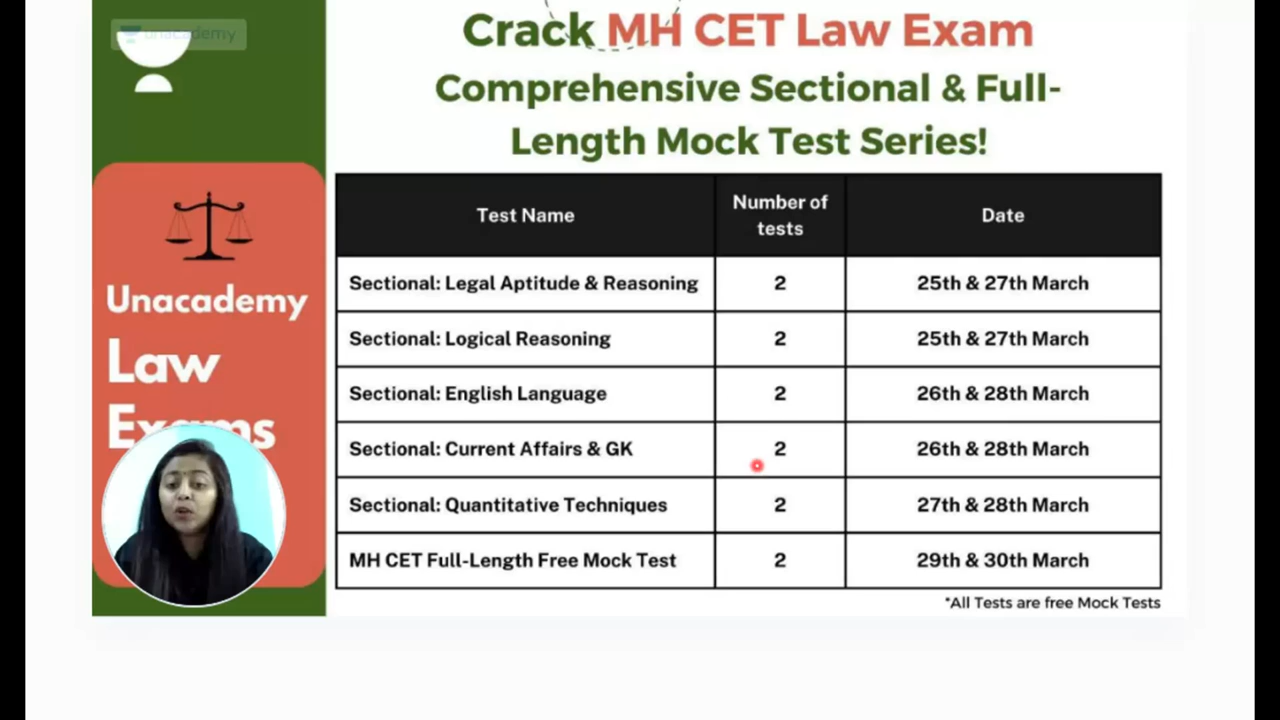 unacademy
Crack MH CET Law Exam
Comprehensive Sectional & Full-
Length Mock Test Series!
Unacademy
Law
Exams
Test Name
Number of
tests
Date
Sectional: Legal Aptitude & Reasoning 2 25th & 27th March
Sectional: Logical Reasoning 2 25th & 27th March
Sectional: English Language 2 26th & 28th March
Sectional: Current Affairs & GK 2 26th & 28th March
Sectional: Quantitative Techniques 2 27th & 28th March
MH CET Full-Length Free Mock Test 2 29th & 30th March
*All Tests are free Mock Tests